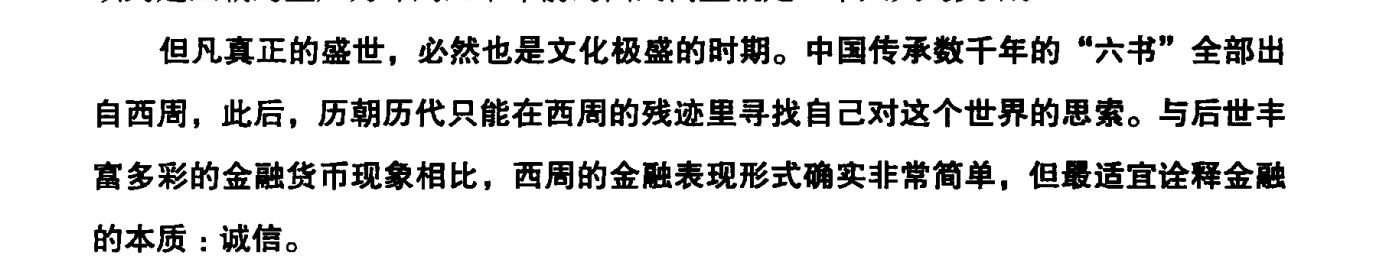 但凡真正的盛世，必然也是文化极盛的时期。中国传承数千年的“六书”全部出
自西周，此后，历朝历代只能在西周的残迹里寻找自己对这个世界的思索。与后世丰
富多彩的金融货币现象相比，西周的金融表现形式确实非常简单，但最适宜诠释金融
的本质：诚信。